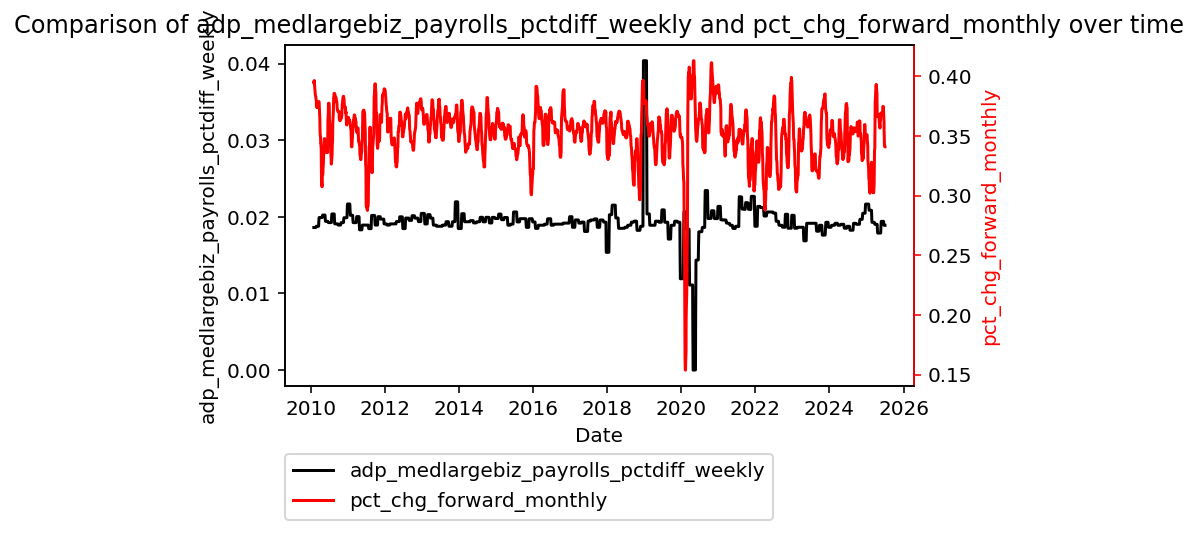 Comparison of adp_medlargebiz_payrolls_pctdiff_weekly and pct_chg_forward_monthly over time
adp_medlargebiz_payrolls_pctdiff_weekly
0.04
0.03
0.02
0.01
0.00
0.40
0.35
0.30
0.25
0.20
0.15
pct_chg_forward_monthly
2010 2012 2014 2016 2018 2020 2022 2024 2026
Date
adp_medlargebiz_payrolls_pctdiff_weekly
pct_chg_forward_monthly